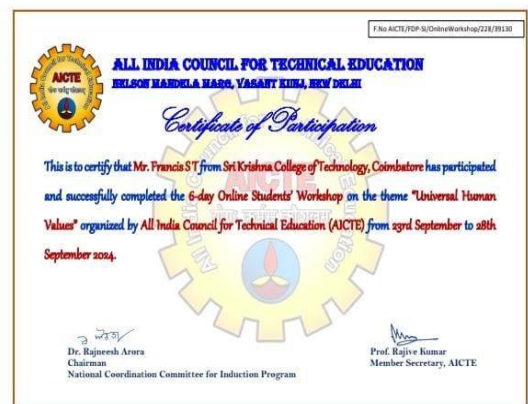 F.No AICTE/FDP-SI/OnlineWorkshop/228/39130
AICTE
ALL INDIA COUNCIL FOR TECHNICAL EDUCATION
NELSON MANDELA MARG, VASANT KUNJ, NEW DELHI
Certificate of Participation
This is to certify that Mr. Francis S T from Sri Krishna College of Technology, Coimbatore has participated
and successfully completed the 6-day Online Students' Workshop on the theme "Universal Human
Values" organized by All India Council for Technical Education (AICTE) from 23rd September to 28th
September 2024.
Dr. Rajneesh Arora
Chairman
National Coordination Committee for Induction Program
Prof. Rajive Kumar
Member Secretary, AICTE